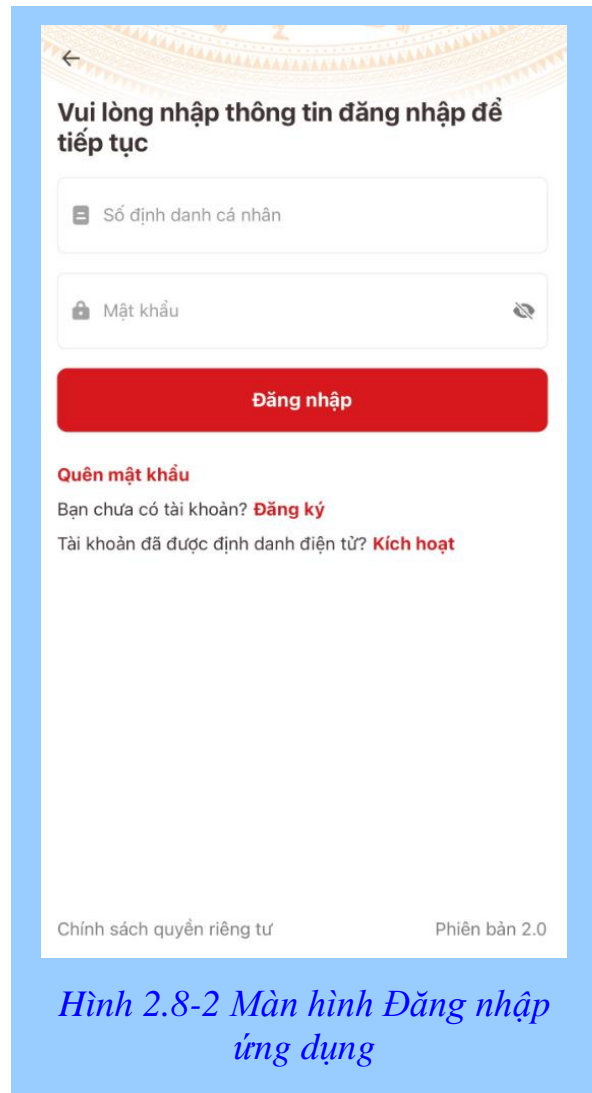 Vui lòng nhập thông tin đăng nhập để
tiếp tục
Số định danh cá nhân
Mật khẩu
Đăng nhập
Quên mật khẩu
Bạn chưa có tài khoản? Đăng ký
Tài khoản đã được định danh điện tử? Kích hoạt
Chính sách quyền riêng tư Phiên bản 2.0
Hình 2.8-2 Màn hình Đăng nhập
ứng dụng